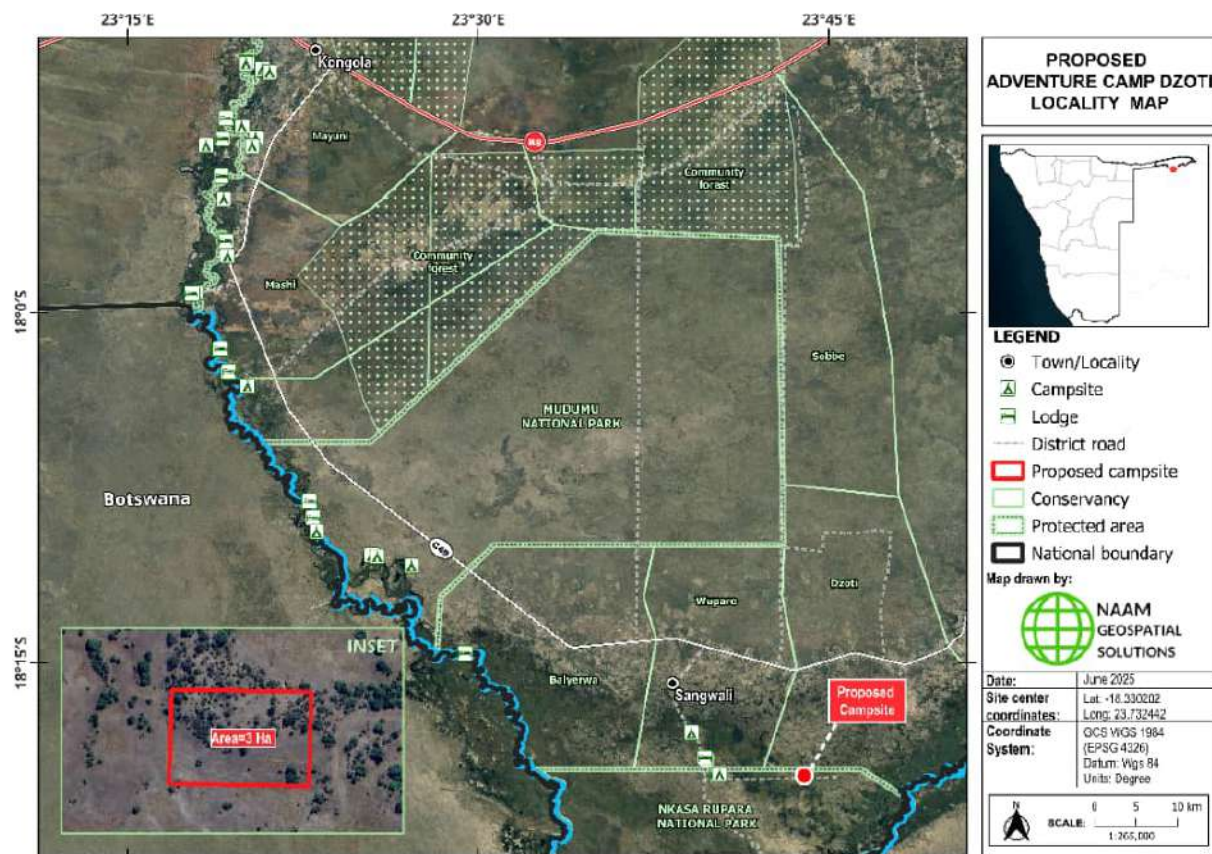 23°15'E
23°30'E
23°45'E
18°0'S
18°15'S
Kongola
Mayuni
B8
Community
forest
Community
forest
Mashi
Sobbe
MUDUMU
NATIONAL PARK
Botswana
C49
Wuparo
Dzoti
Balyerwa
Sangwali
Proposed
Campsite
NKASA RUPARA
NATIONAL PARK
INSET
Area=3 Ha
PROPOSED
ADVENTURE CAMP DZOTI
LOCALITY MAP
LEGEND
Town/Locality
Campsite
Lodge
District road
Proposed campsite
Conservancy
Protected area
National boundary
Map drawn by:
NAAM
GEOSPATIAL
SOLUTIONS
Date: June 2025
Site center Lat: -18.330202
coordinates: Long: 23.732442
Coordinate GCS WGS 1984
System: (EPSG 4326)
Datum: Wgs 84
Units: Degree
N
SCALE: 0 5 10 km
1:265,000